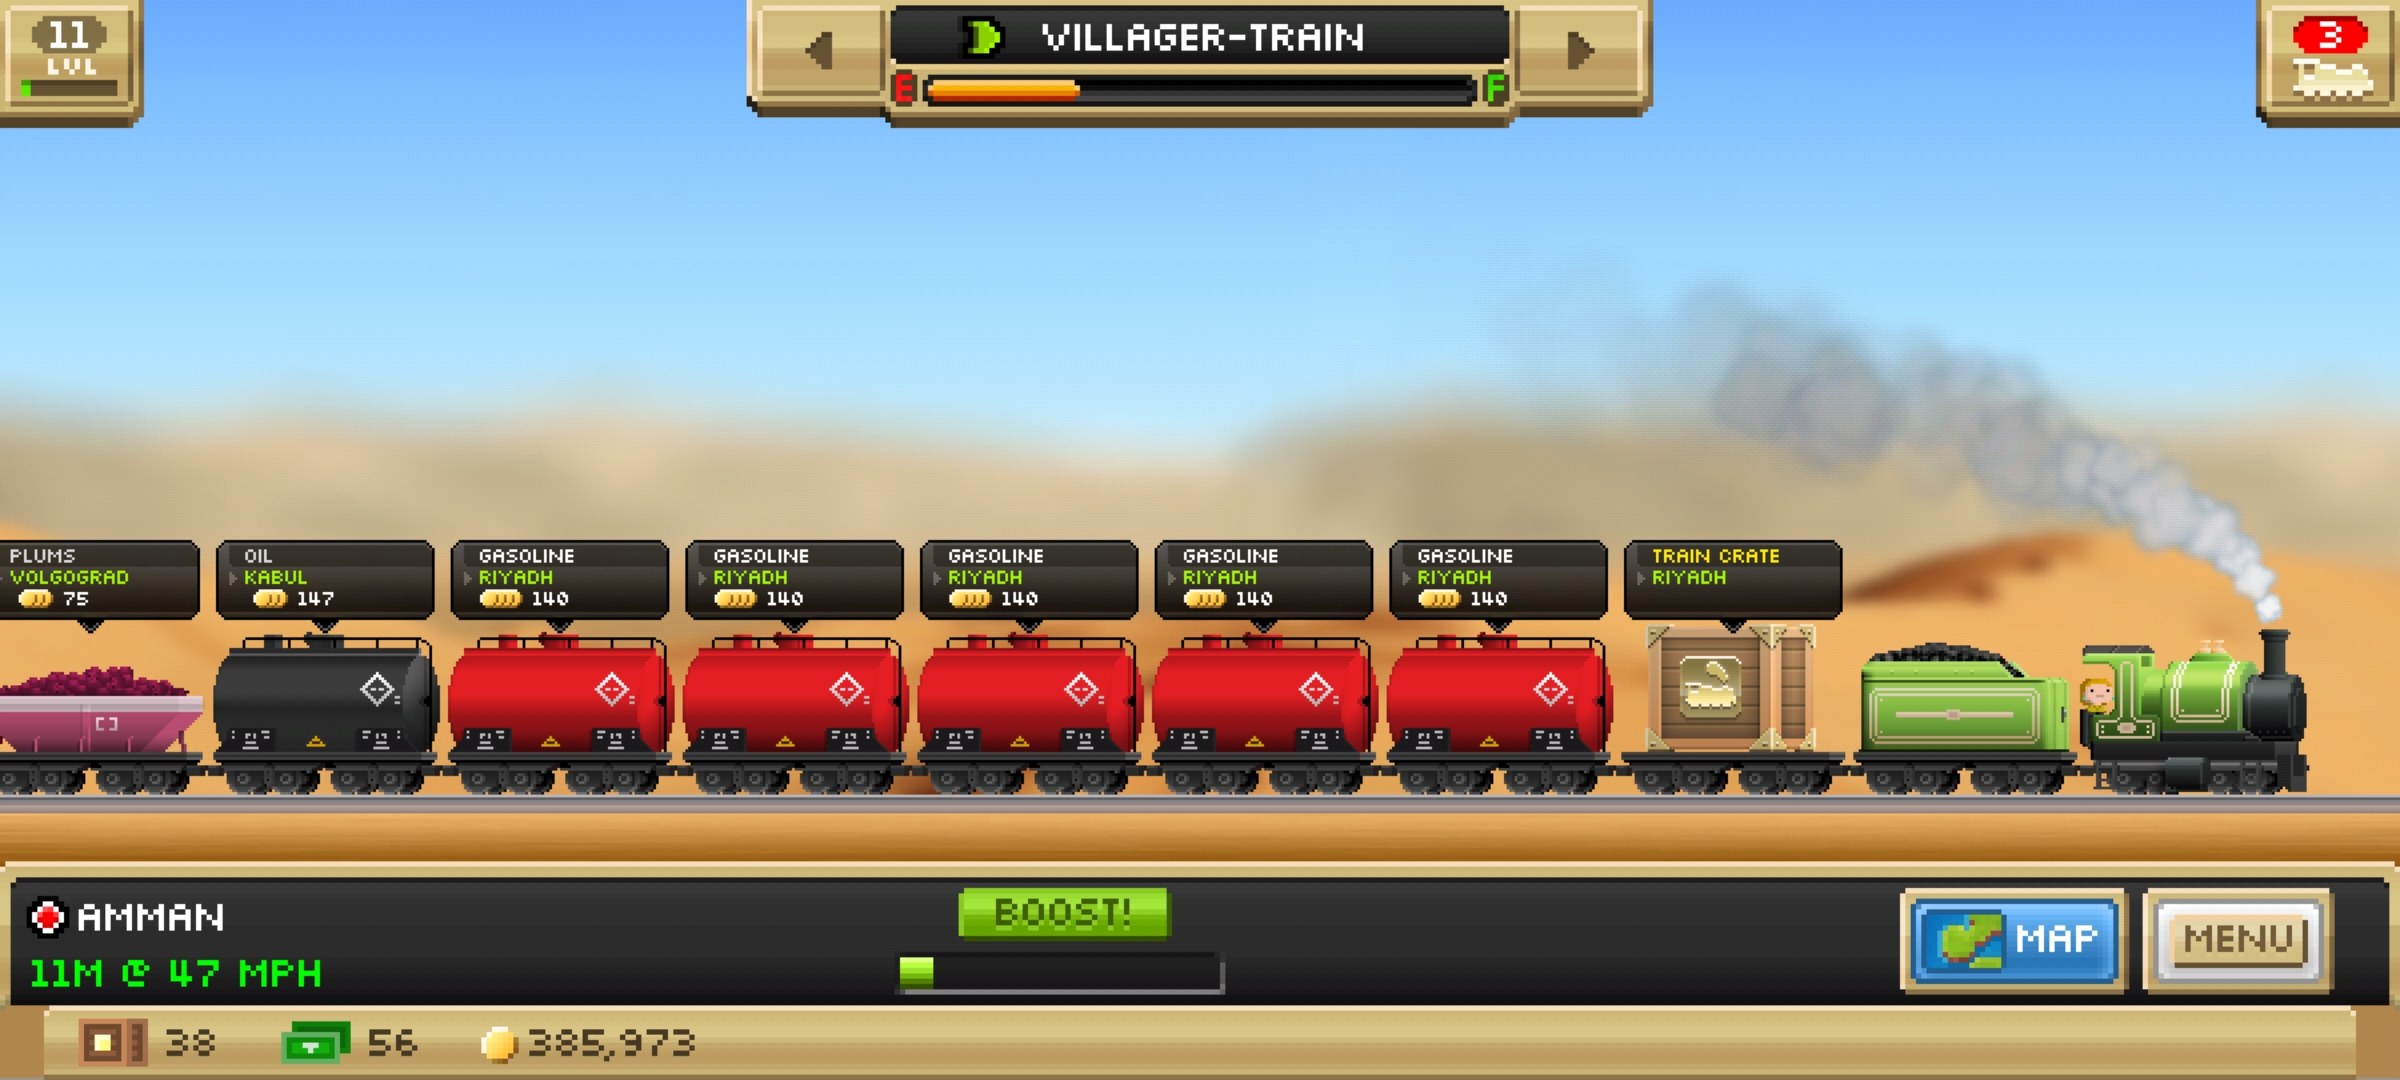 11
LVL
VILLAGER-TRAIN
E F
3
PLUMS
VOLGOGRAD
75
OIL
KABUL
147
GASOLINE
RIYADH
140
GASOLINE
RIYADH
140
GASOLINE
RIYADH
140
GASOLINE
RIYADH
140
GASOLINE
RIYADH
140
TRAIN CRATE
RIYADH
AMMAN
11M @ 47 MPH
BOOST!
MAP
MENU
38
56
385,973